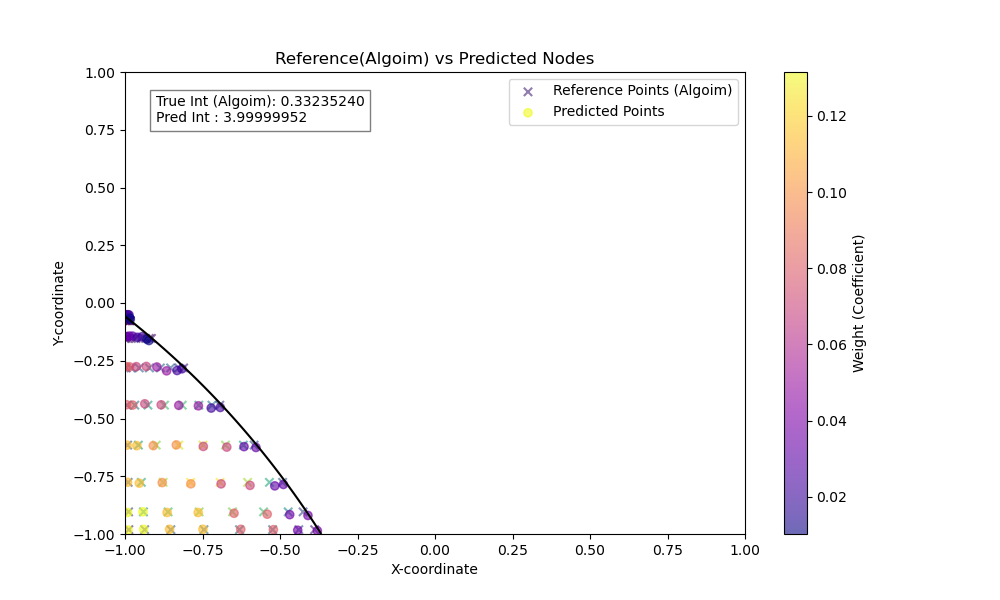 Reference(Algoim) vs Predicted Nodes
True Int (Algoim): 0.33235240
Pred Int : 3.99999952
Reference Points (Algoim)
Predicted Points
1.00
0.75
0.50
0.25
0.00
−0.25
−0.50
−0.75
−1.00
Y-coordinate
−1.00 −0.75 −0.50 −0.25 0.00 0.25 0.50 0.75 1.00
X-coordinate
0.12
0.10
0.08
0.06
0.04
0.02
Weight (Coefficient)